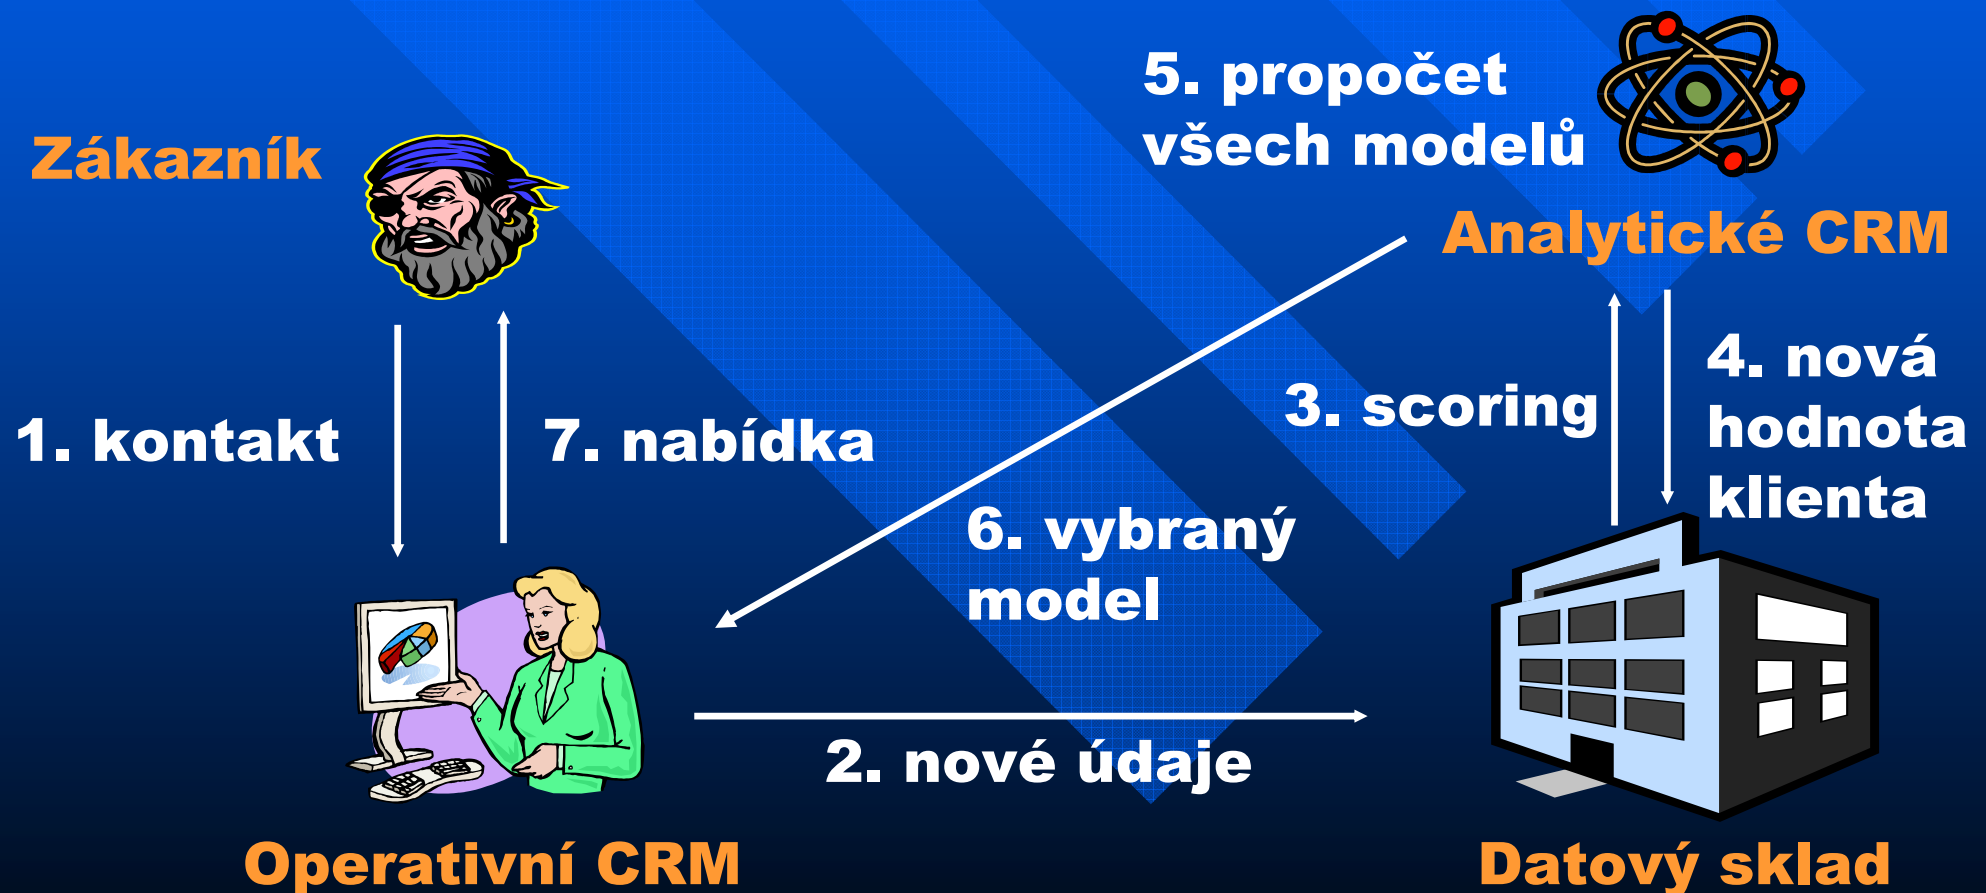 5. propočet
všech modelů
Zákazník
Analytické CRM
1. kontakt
7. nabídka
3. scoring
4. nová
hodnota
klienta
6. vybraný
model
2. nové údaje
Operativní CRM
Datový sklad